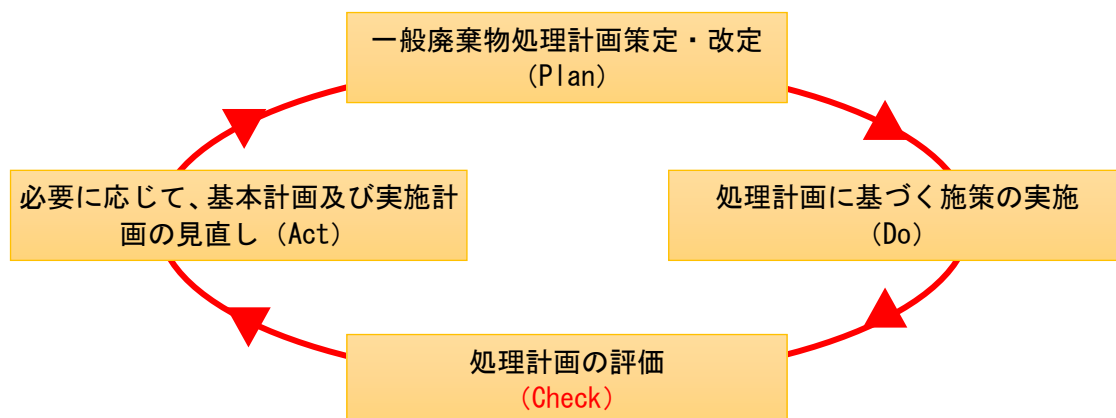 一般廃棄物処理計画策定・改定
(Plan)
必要に応じて、基本計画及び実施計
画の見直し(Act)
処理計画に基づく施策の実施
(Do)
処理計画の評価
(Check)